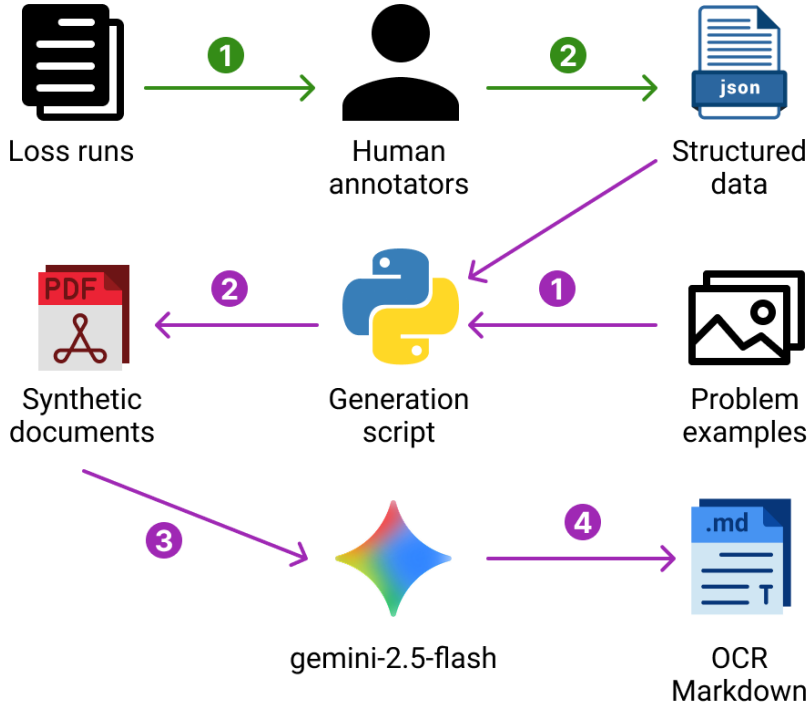 1
2
json
Loss runs
Human
annotators
Structured
data
2
1
PDF
Synthetic
documents
Generation
script
Problem
examples
3
4
.md
T
gemini-2.5-flash
OCR
Markdown